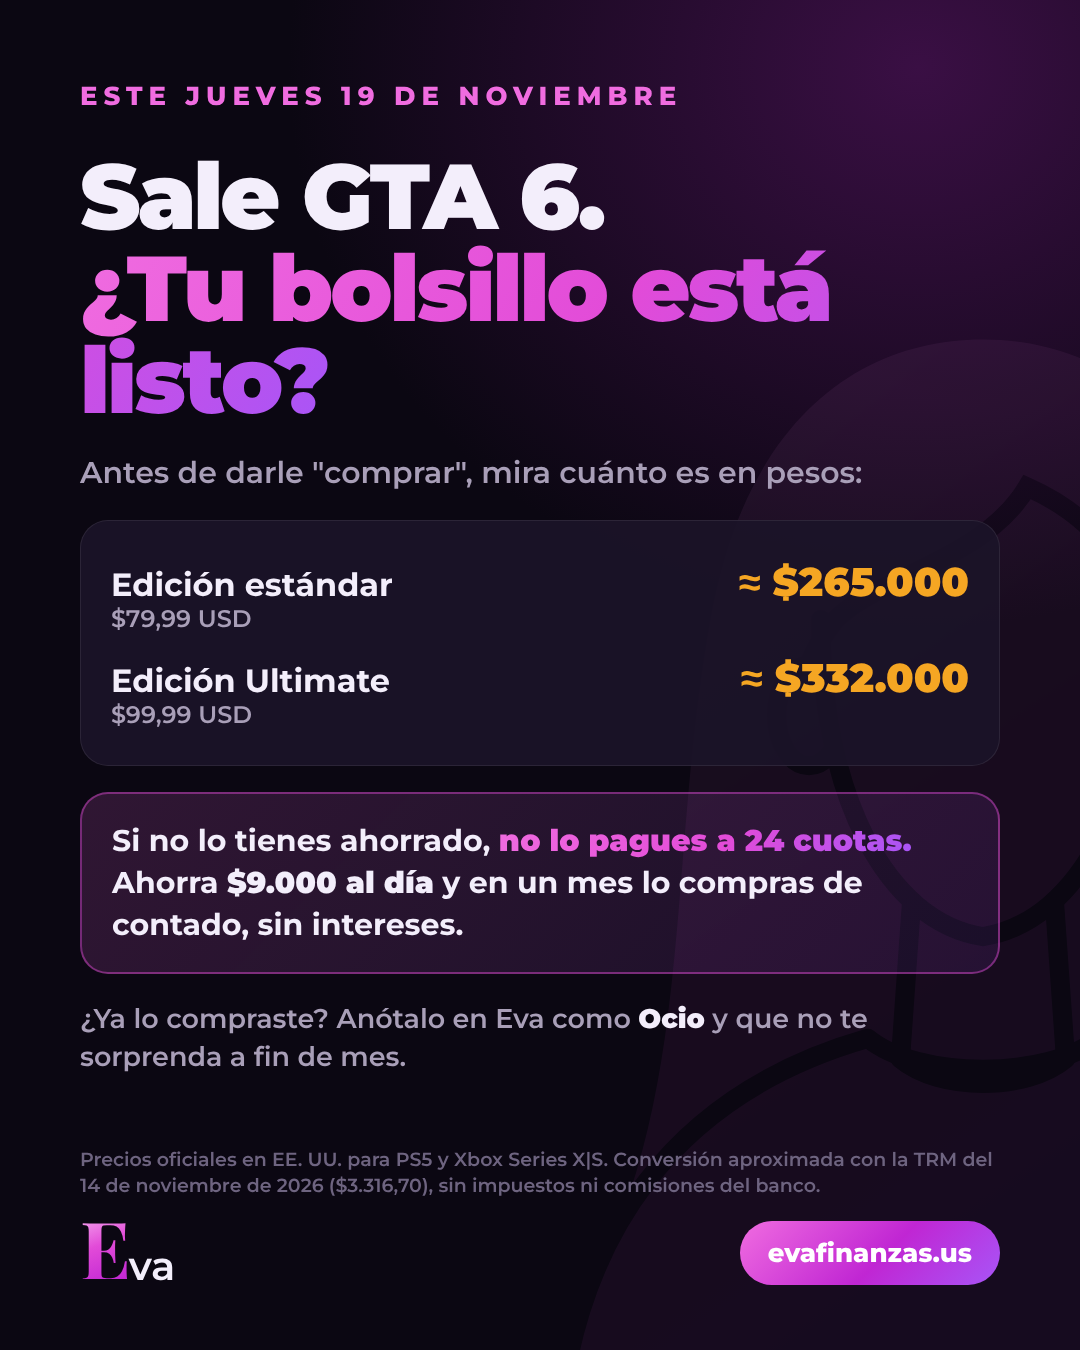 ESTE JUEVES 19 DE NOVIEMBRE
Sale GTA 6.
¿Tu bolsillo está
listo?
Antes de darle "comprar", mira cuánto es en pesos:
Edición estándar
≈ $265.000
$79,99 USD
Edición Ultimate
≈ $332.000
$99,99 USD
Si no lo tienes ahorrado, no lo pagues a 24 cuotas.
Ahorra $9.000 al día y en un mes lo compras de
contado, sin intereses.
¿Ya lo compraste? Anótalo en Eva como Ocio y que no te
sorprenda a fin de mes.
Precios oficiales en EE. UU. para PS5 y Xbox Series X|S. Conversión aproximada con la TRM del
14 de noviembre de 2026 ($3.316,70), sin impuestos ni comisiones del banco.
Eva
evafinanzas.us